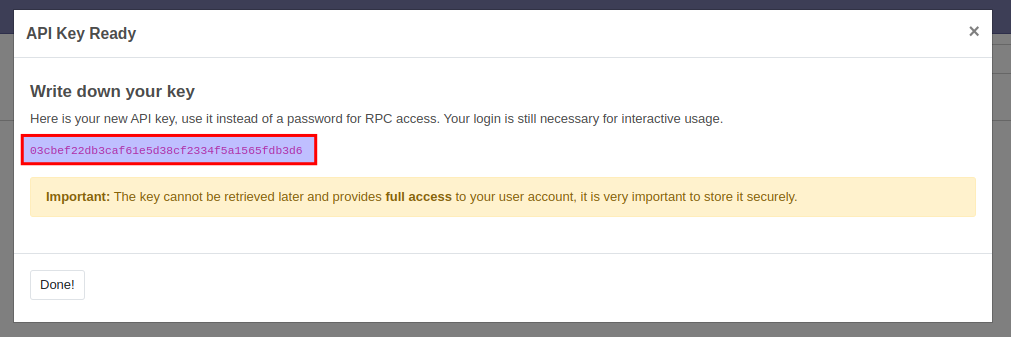 API Key Ready
×
Write down your key
Here is your new API key, use it instead of a password for RPC access. Your login is still necessary for interactive usage.
03cbef22db3caf61e5d38cf2334f5a1565fdb3d6
Important: The key cannot be retrieved later and provides full access to your user account, it is very important to store it securely.
Done!